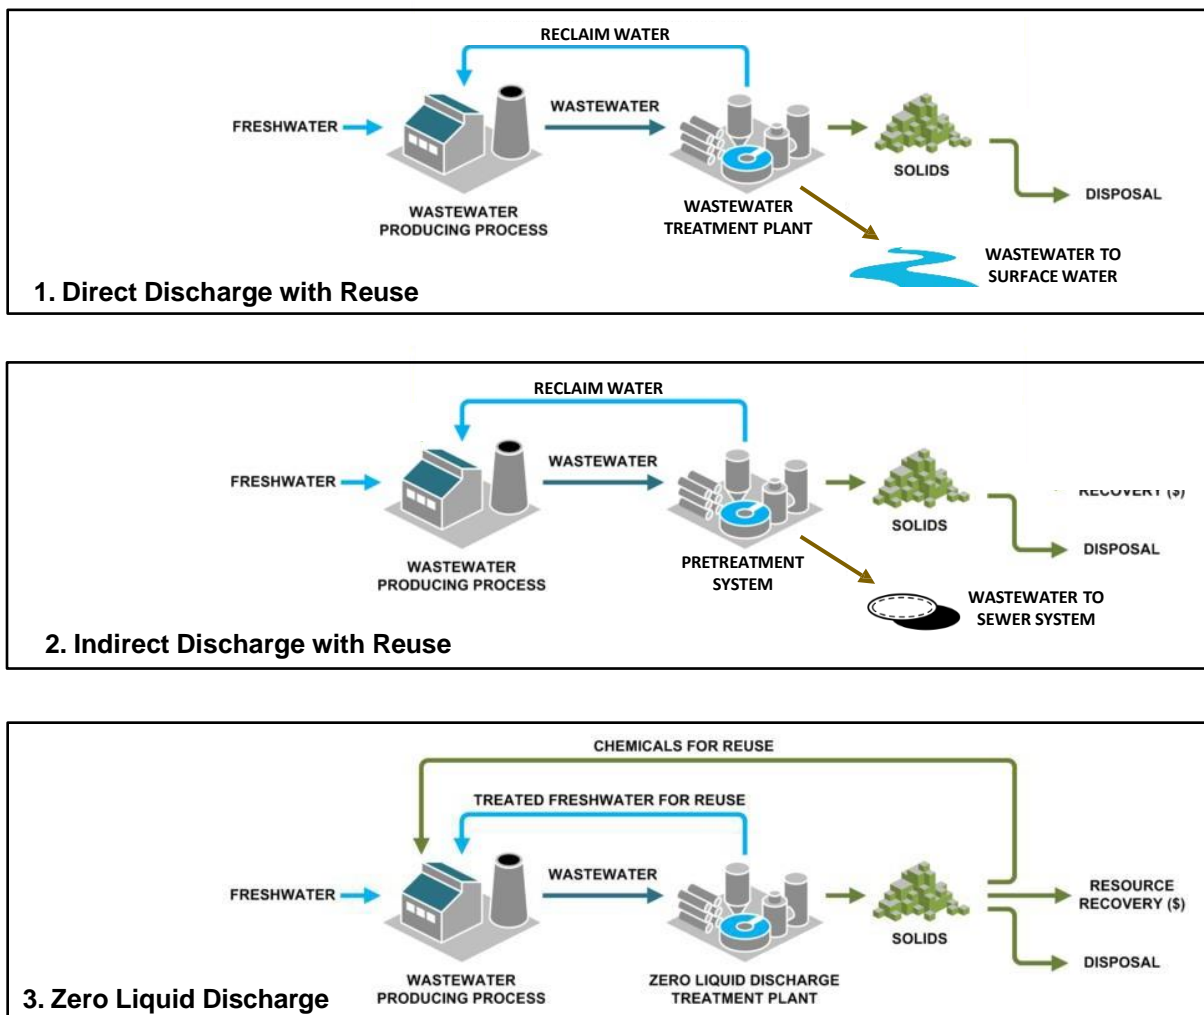 RECLAIM WATER
FRESHWATER
WASTEWATER
SOLIDS
DISPOSAL
WASTEWATER
PRODUCING PROCESS
WASTEWATER
TREATMENT PLANT
WASTEWATER TO
SURFACE WATER
1. Direct Discharge with Reuse
RECLAIM WATER
FRESHWATER
WASTEWATER
RECOVERY ($)
SOLIDS
DISPOSAL
WASTEWATER
PRODUCING PROCESS
PRETREATMENT
SYSTEM
WASTEWATER TO
SEWER SYSTEM
2. Indirect Discharge with Reuse
CHEMICALS FOR REUSE
TREATED FRESHWATER FOR REUSE
FRESHWATER
WASTEWATER
RESOURCE
RECOVERY ($)
SOLIDS
DISPOSAL
WASTEWATER
PRODUCING PROCESS
ZERO LIQUID DISCHARGE
TREATMENT PLANT
3. Zero Liquid Discharge